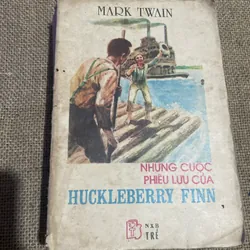 MARK TWAIN
NHỮNG CUỘC
PHIÊU LƯU CỦA
HUCKLEBERRY FINN
NXB
TRẺ